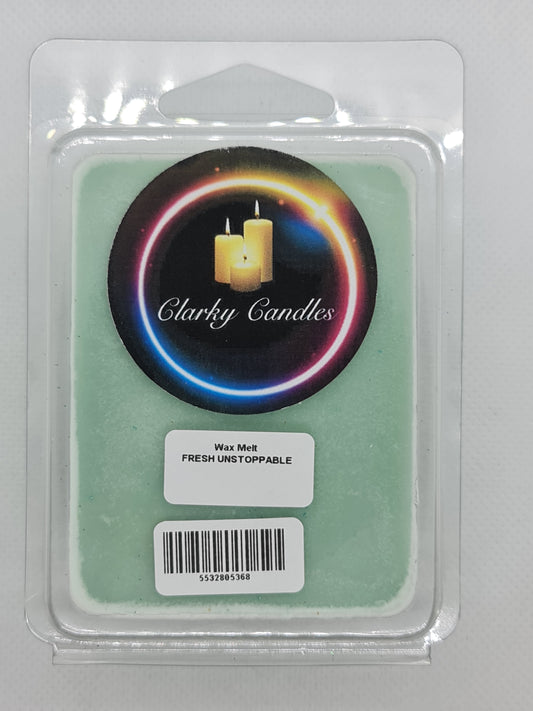 Clarky Candles
Wax Melt
FRESH UNSTOPPABLE
5532805368